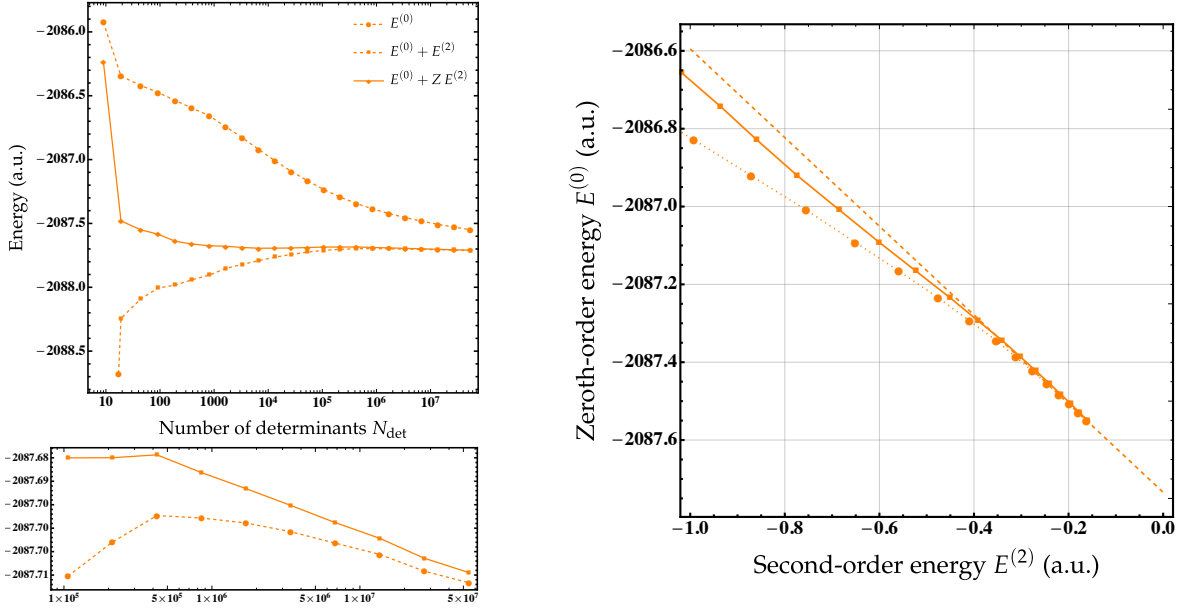 −2086.0
−2086.5
−2087.0
−2087.5
−2088.0
−2088.5
Energy (a.u.)
E(0)
E(0) + E(2)
E(0) + Z E(2)
10 100 1000 10^4 10^5 10^6 10^7
Number of determinants Ndet
−2087.68
−2087.69
−2087.70
−2087.70
−2087.70
−2087.71
1×10^5 5×10^5 1×10^6 5×10^6 1×10^7 5×10^7
−2086.6
−2086.8
−2087.0
−2087.2
−2087.4
−2087.6
Zeroth-order energy E(0) (a.u.)
−1.0 −0.8 −0.6 −0.4 −0.2 0.0
Second-order energy E(2) (a.u.)